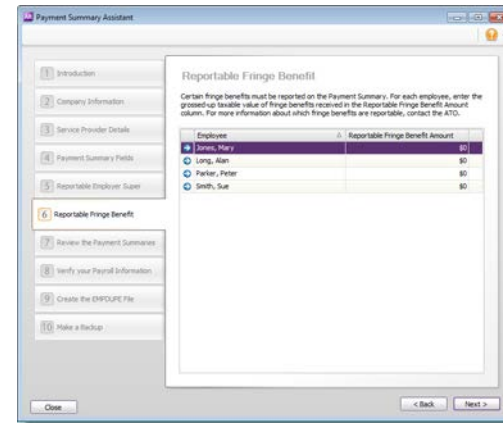 Payment Summary Assistant
1 Introduction
2 Company Information
3 Service Provider Details
4 Payment Summary Fields
5 Reportable Employer Super
6 Reportable Fringe Benefit
7 Review the Payment Summaries
8 Verify your Payroll Information
9 Create the EMPDUPE File
10 Make a Backup
Reportable Fringe Benefit
Certain fringe benefits must be reported on the Payment Summary. For each employee, enter the
grossed-up taxable value of fringe benefits received in the Reportable Fringe Benefit Amount
column. For more information about which fringe benefits are reportable, contact the ATO.
Employee Reportable Fringe Benefit Amount
Jones, Mary $0
Long, Alan $0
Parker, Peter $0
Smith, Sue $0
Close < Back Next >